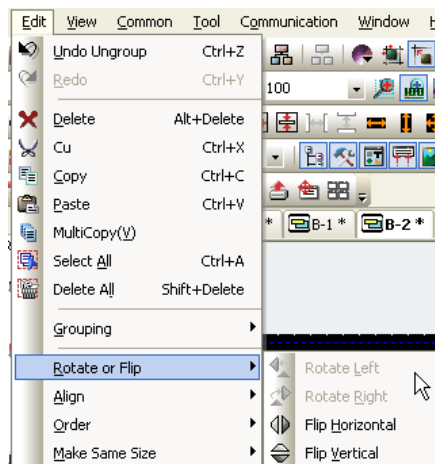 Edit View Common Tool Communication Window
Undo Ungroup Ctrl+Z
Redo Ctrl+Y
100
Delete Alt+Delete
Cu Ctrl+X
Copy Ctrl+C
Paste Ctrl+V
MultiCopy(V)
* B-1 * B-2 *
Select All Ctrl+A
Delete All Shift+Delete
Grouping
Rotate or Flip
Rotate Left
Align
Rotate Right
Order
Flip Horizontal
Make Same Size
Flip Vertical